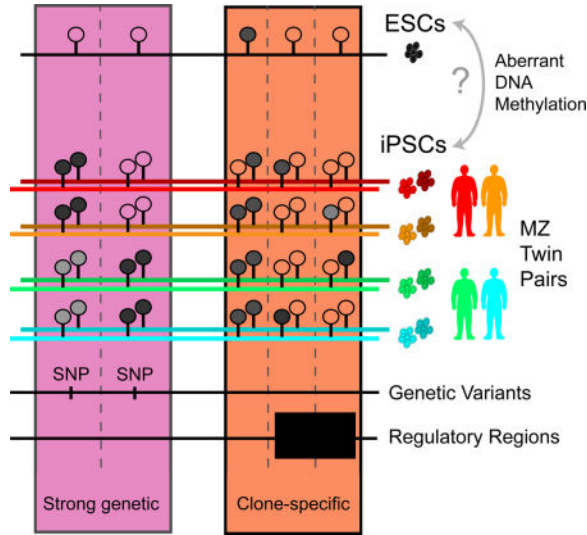 ESCs
?
Aberrant
DNA
Methylation
iPSCs
MZ
Twin
Pairs
SNP SNP
Genetic Variants
Regulatory Regions
Strong genetic
Clone-specific